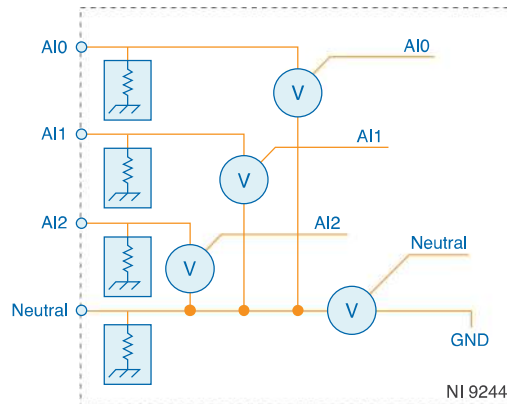 AI0
AI0
V
AI1
AI1
V
AI2
AI2
V
Neutral
Neutral
V
GND
NI 9244